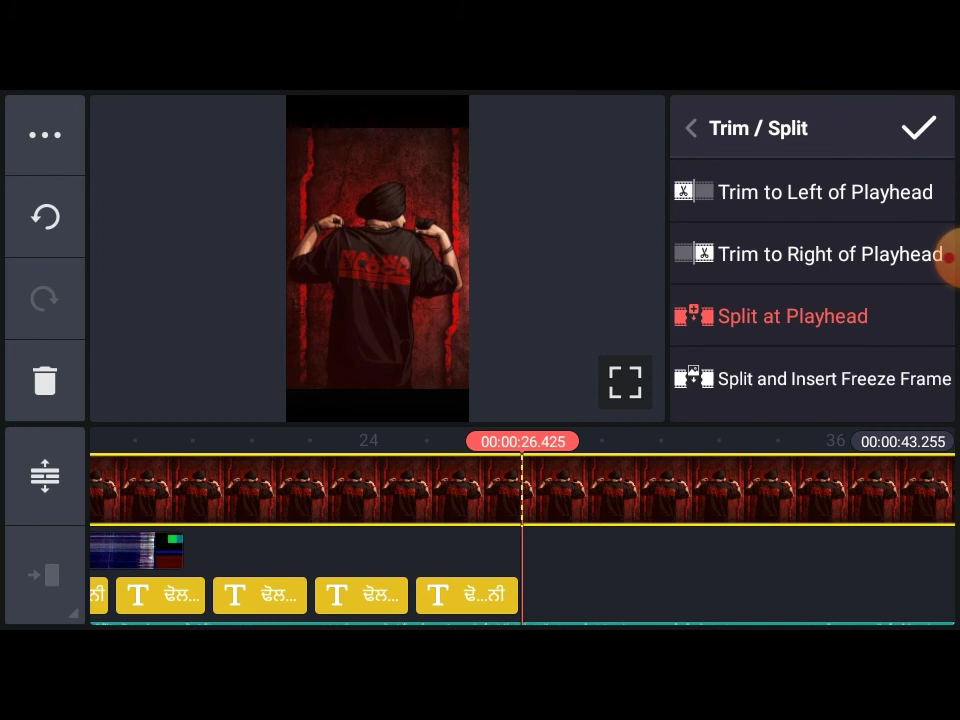 Trim / Split
Trim to Left of Playhead
Trim to Right of Playhead
Split at Playhead
Split and Insert Freeze Frame
24
00:00:26.425
36
00:00:43.255
ਨੀ
T ਢੋਲ...
T ਢੋਲ...
T ਢੋਲ...
T ਢੋ...ਨੀ